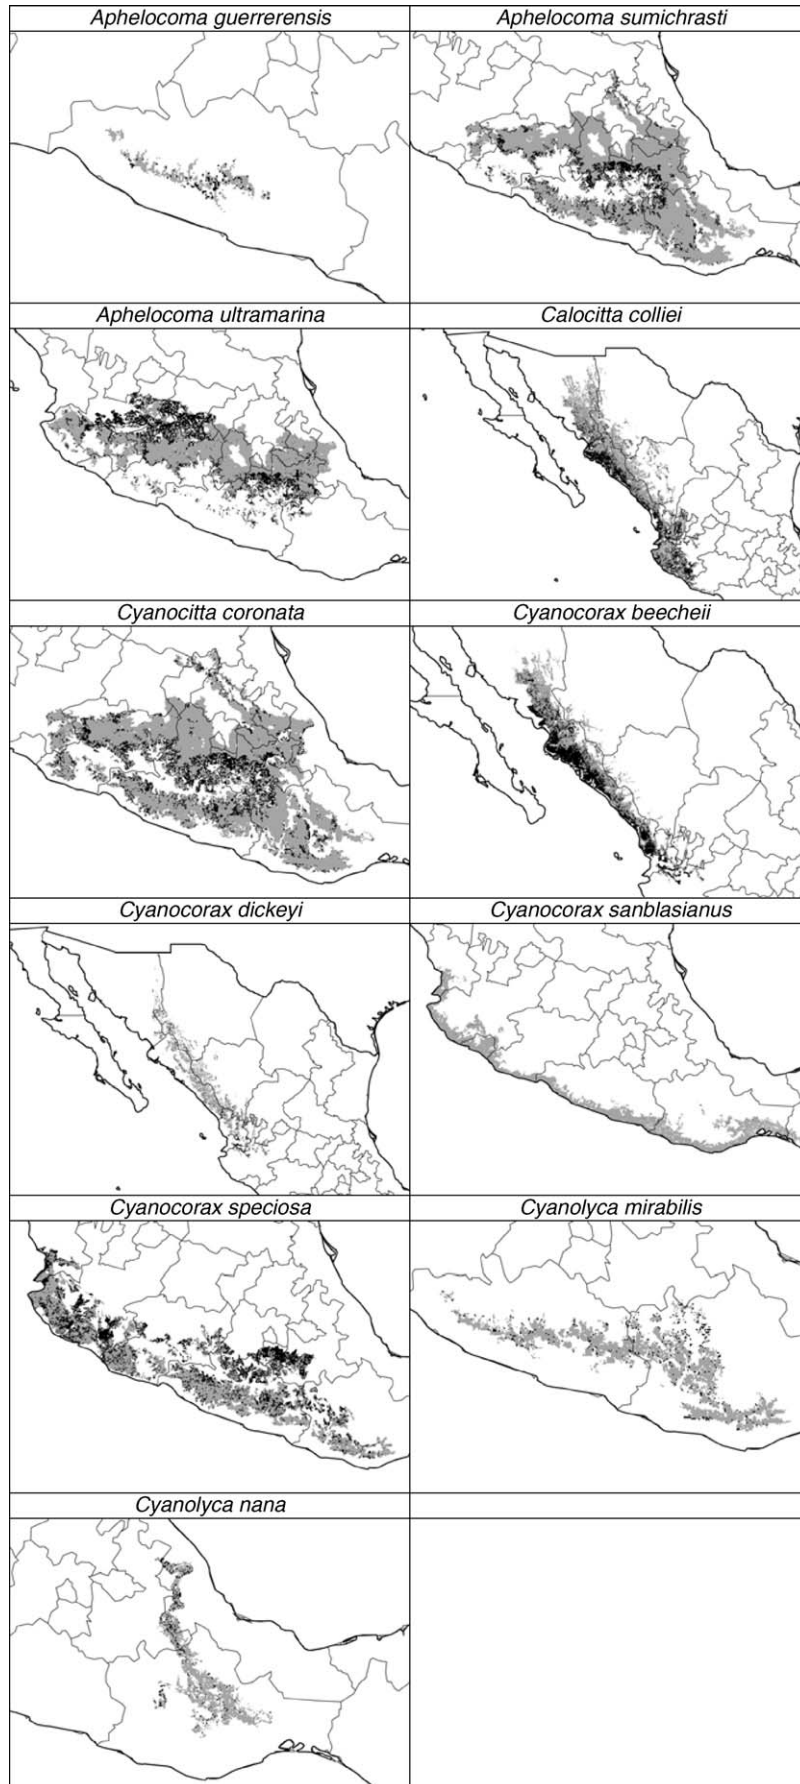 Aphelocoma guerrerensis
Aphelocoma sumichrasti
Aphelocoma ultramarina
Calocitta colliei
Cyanocitta coronata
Cyanocorax beecheii
Cyanocorax dickeyi
Cyanocorax sanblasianus
Cyanocorax speciosa
Cyanolyca mirabilis
Cyanolyca nana